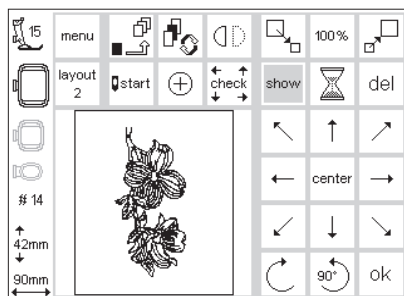 15 menu 100%
layout 2 start check show del
# 14
center
42mm
90mm 90° ok